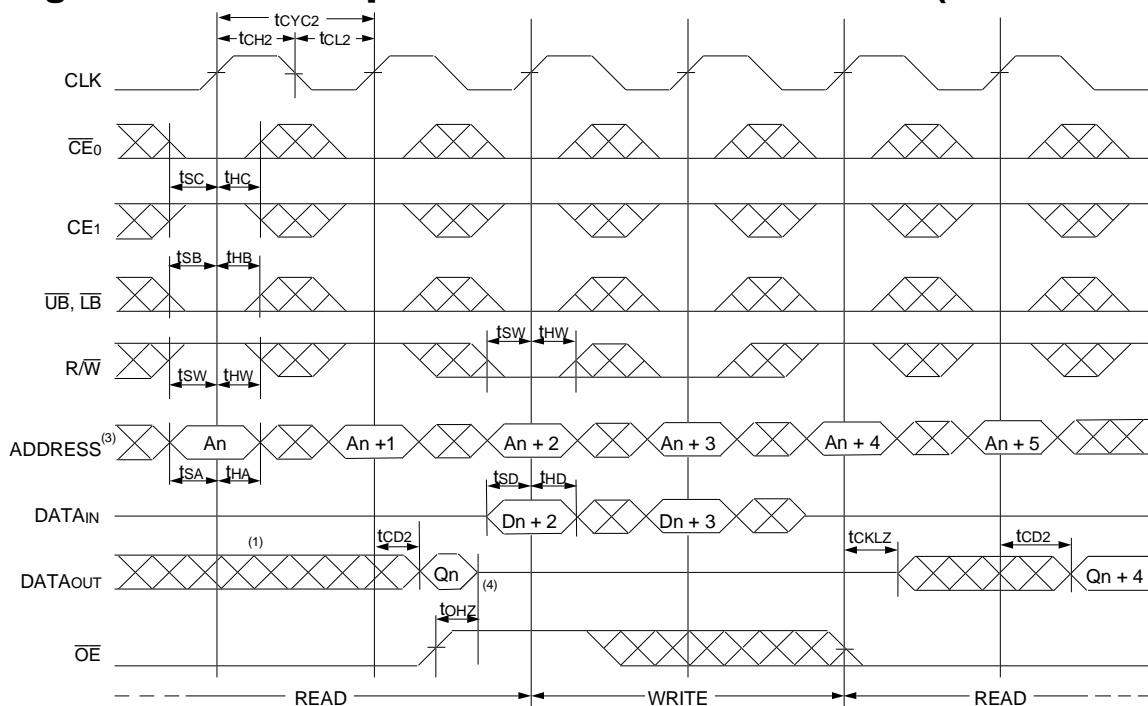 tCYC2
tCH2 tCL2
CLK
CE0
tSC tHC
CE1
tSB tHB
UB, LB
tSW tHW
R/W
tSW tHW
ADDRESS(3) An An +1 An + 2 An + 3 An + 4 An + 5
tSA tHA tSD tHD
DATAIN Dn + 2 Dn + 3
(1) tCD2 tCKLZ tCD2
DATAOUT Qn (4) Qn + 4
tOHZ
OE
READ WRITE READ